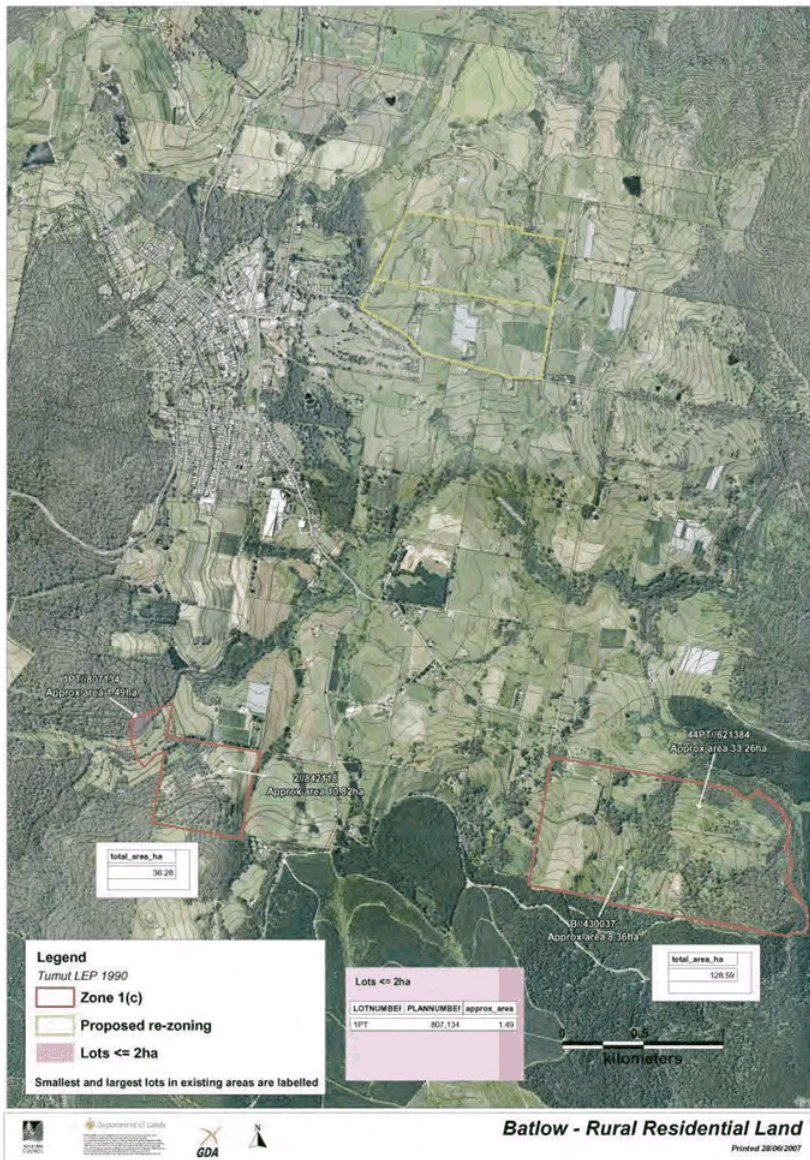 1PT//807134
Approx area 1.49ha
2//842118
Approx area 10.82ha
44PT//621384
Approx area 33.26ha
B//430037
Approx area 8.36ha
total_area_ha
36.28
total_area_ha
128.59
Legend
Tumut LEP 1990
Zone 1(c)
Proposed re-zoning
Lots <= 2ha
Smallest and largest lots in existing areas are labelled
Lots <= 2ha
LOTNUMBER PLANNUMBER approx_area
1PT 807,134 1.49
0 0.5 1
kilometers
Department of Lands
GDA
N
Batlow - Rural Residential Land
Printed 28/06/2007